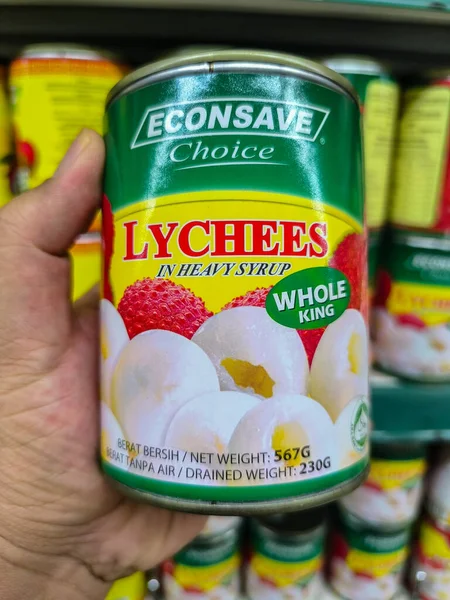 ECONSAVE®
Choice
LYCHEES
IN HEAVY SYRUP
WHOLE
KING
BERAT BERSIH / NET WEIGHT: 567G
BERAT TANPA AIR / DRAINED WEIGHT: 230G